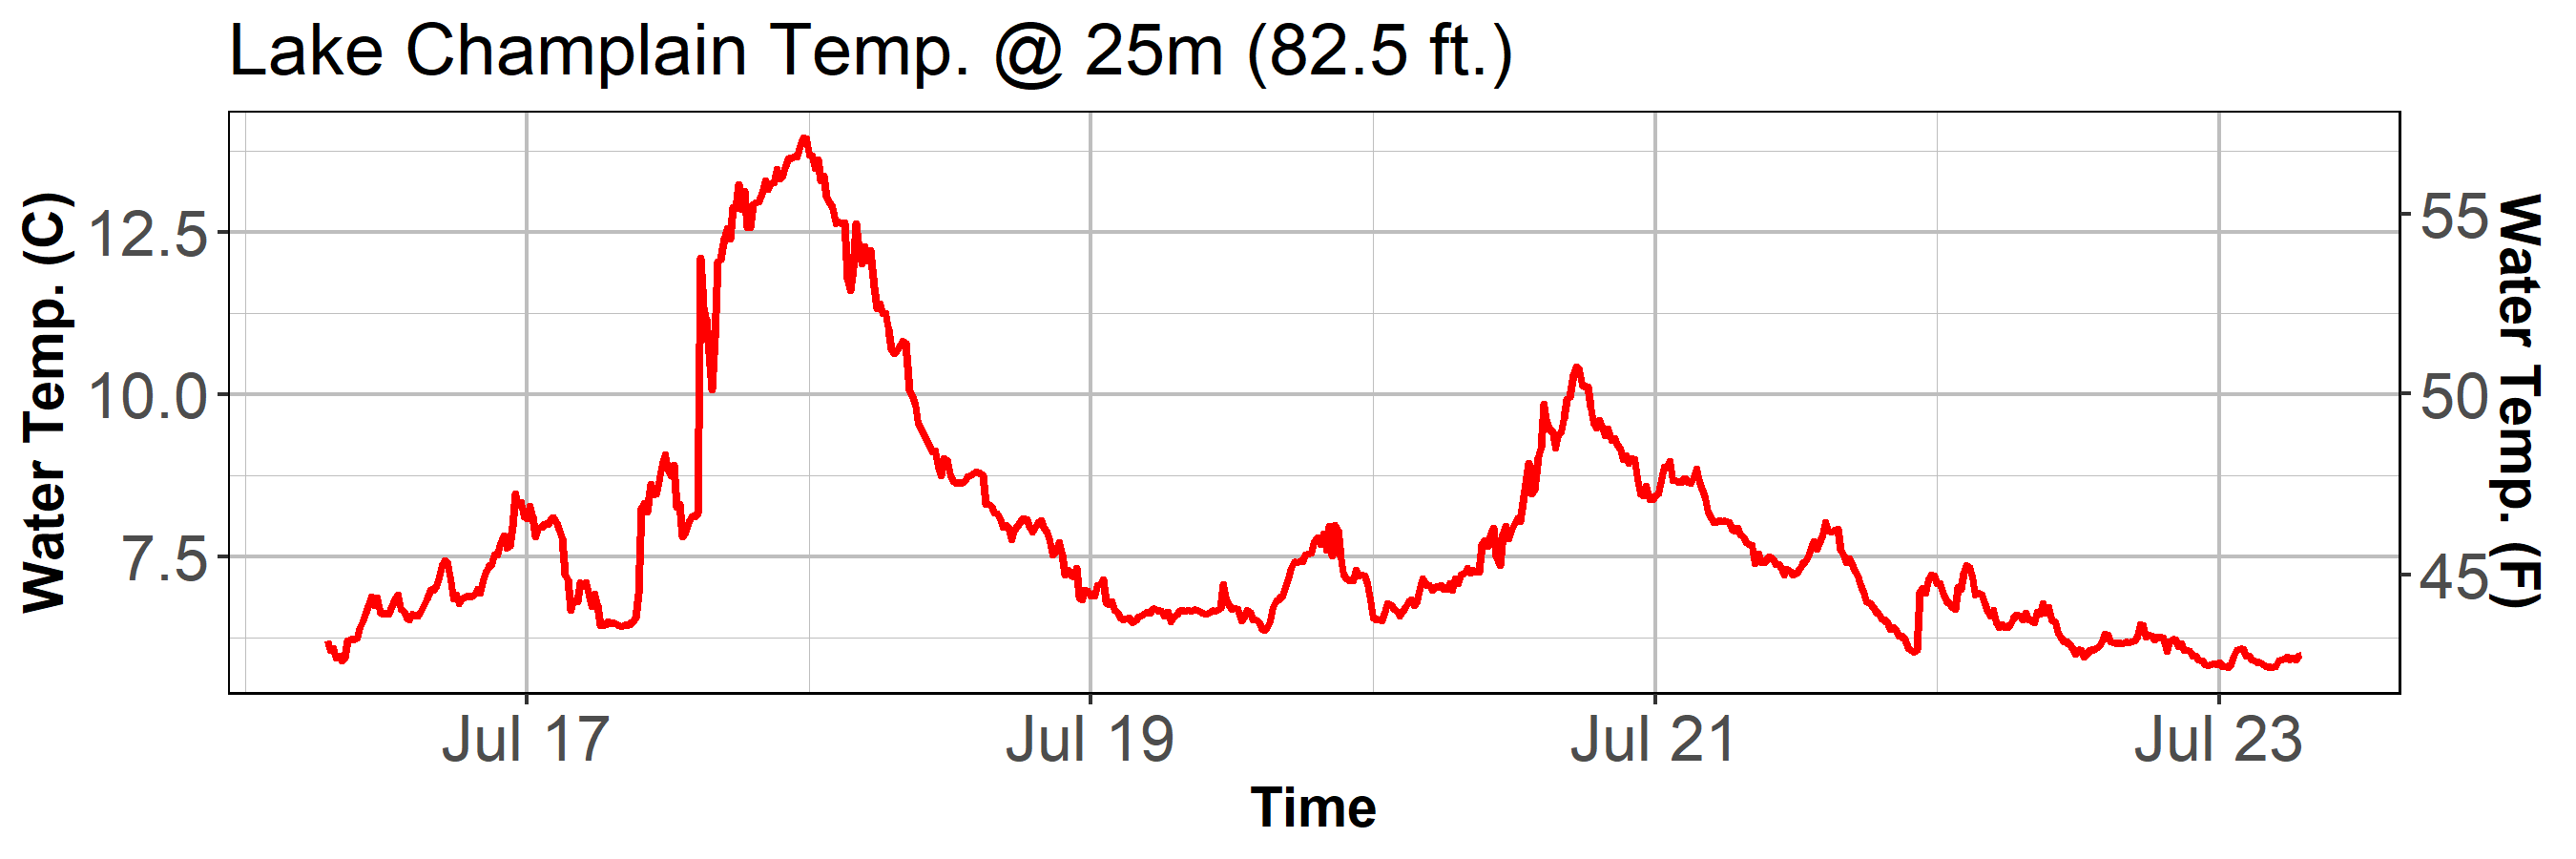 Lake Champlain Temp. @ 25m (82.5 ft.)
Water Temp. (C)
12.5
10.0
7.5
55
50
45
Water Temp. (F)
Jul 17 Jul 19 Jul 21 Jul 23
Time